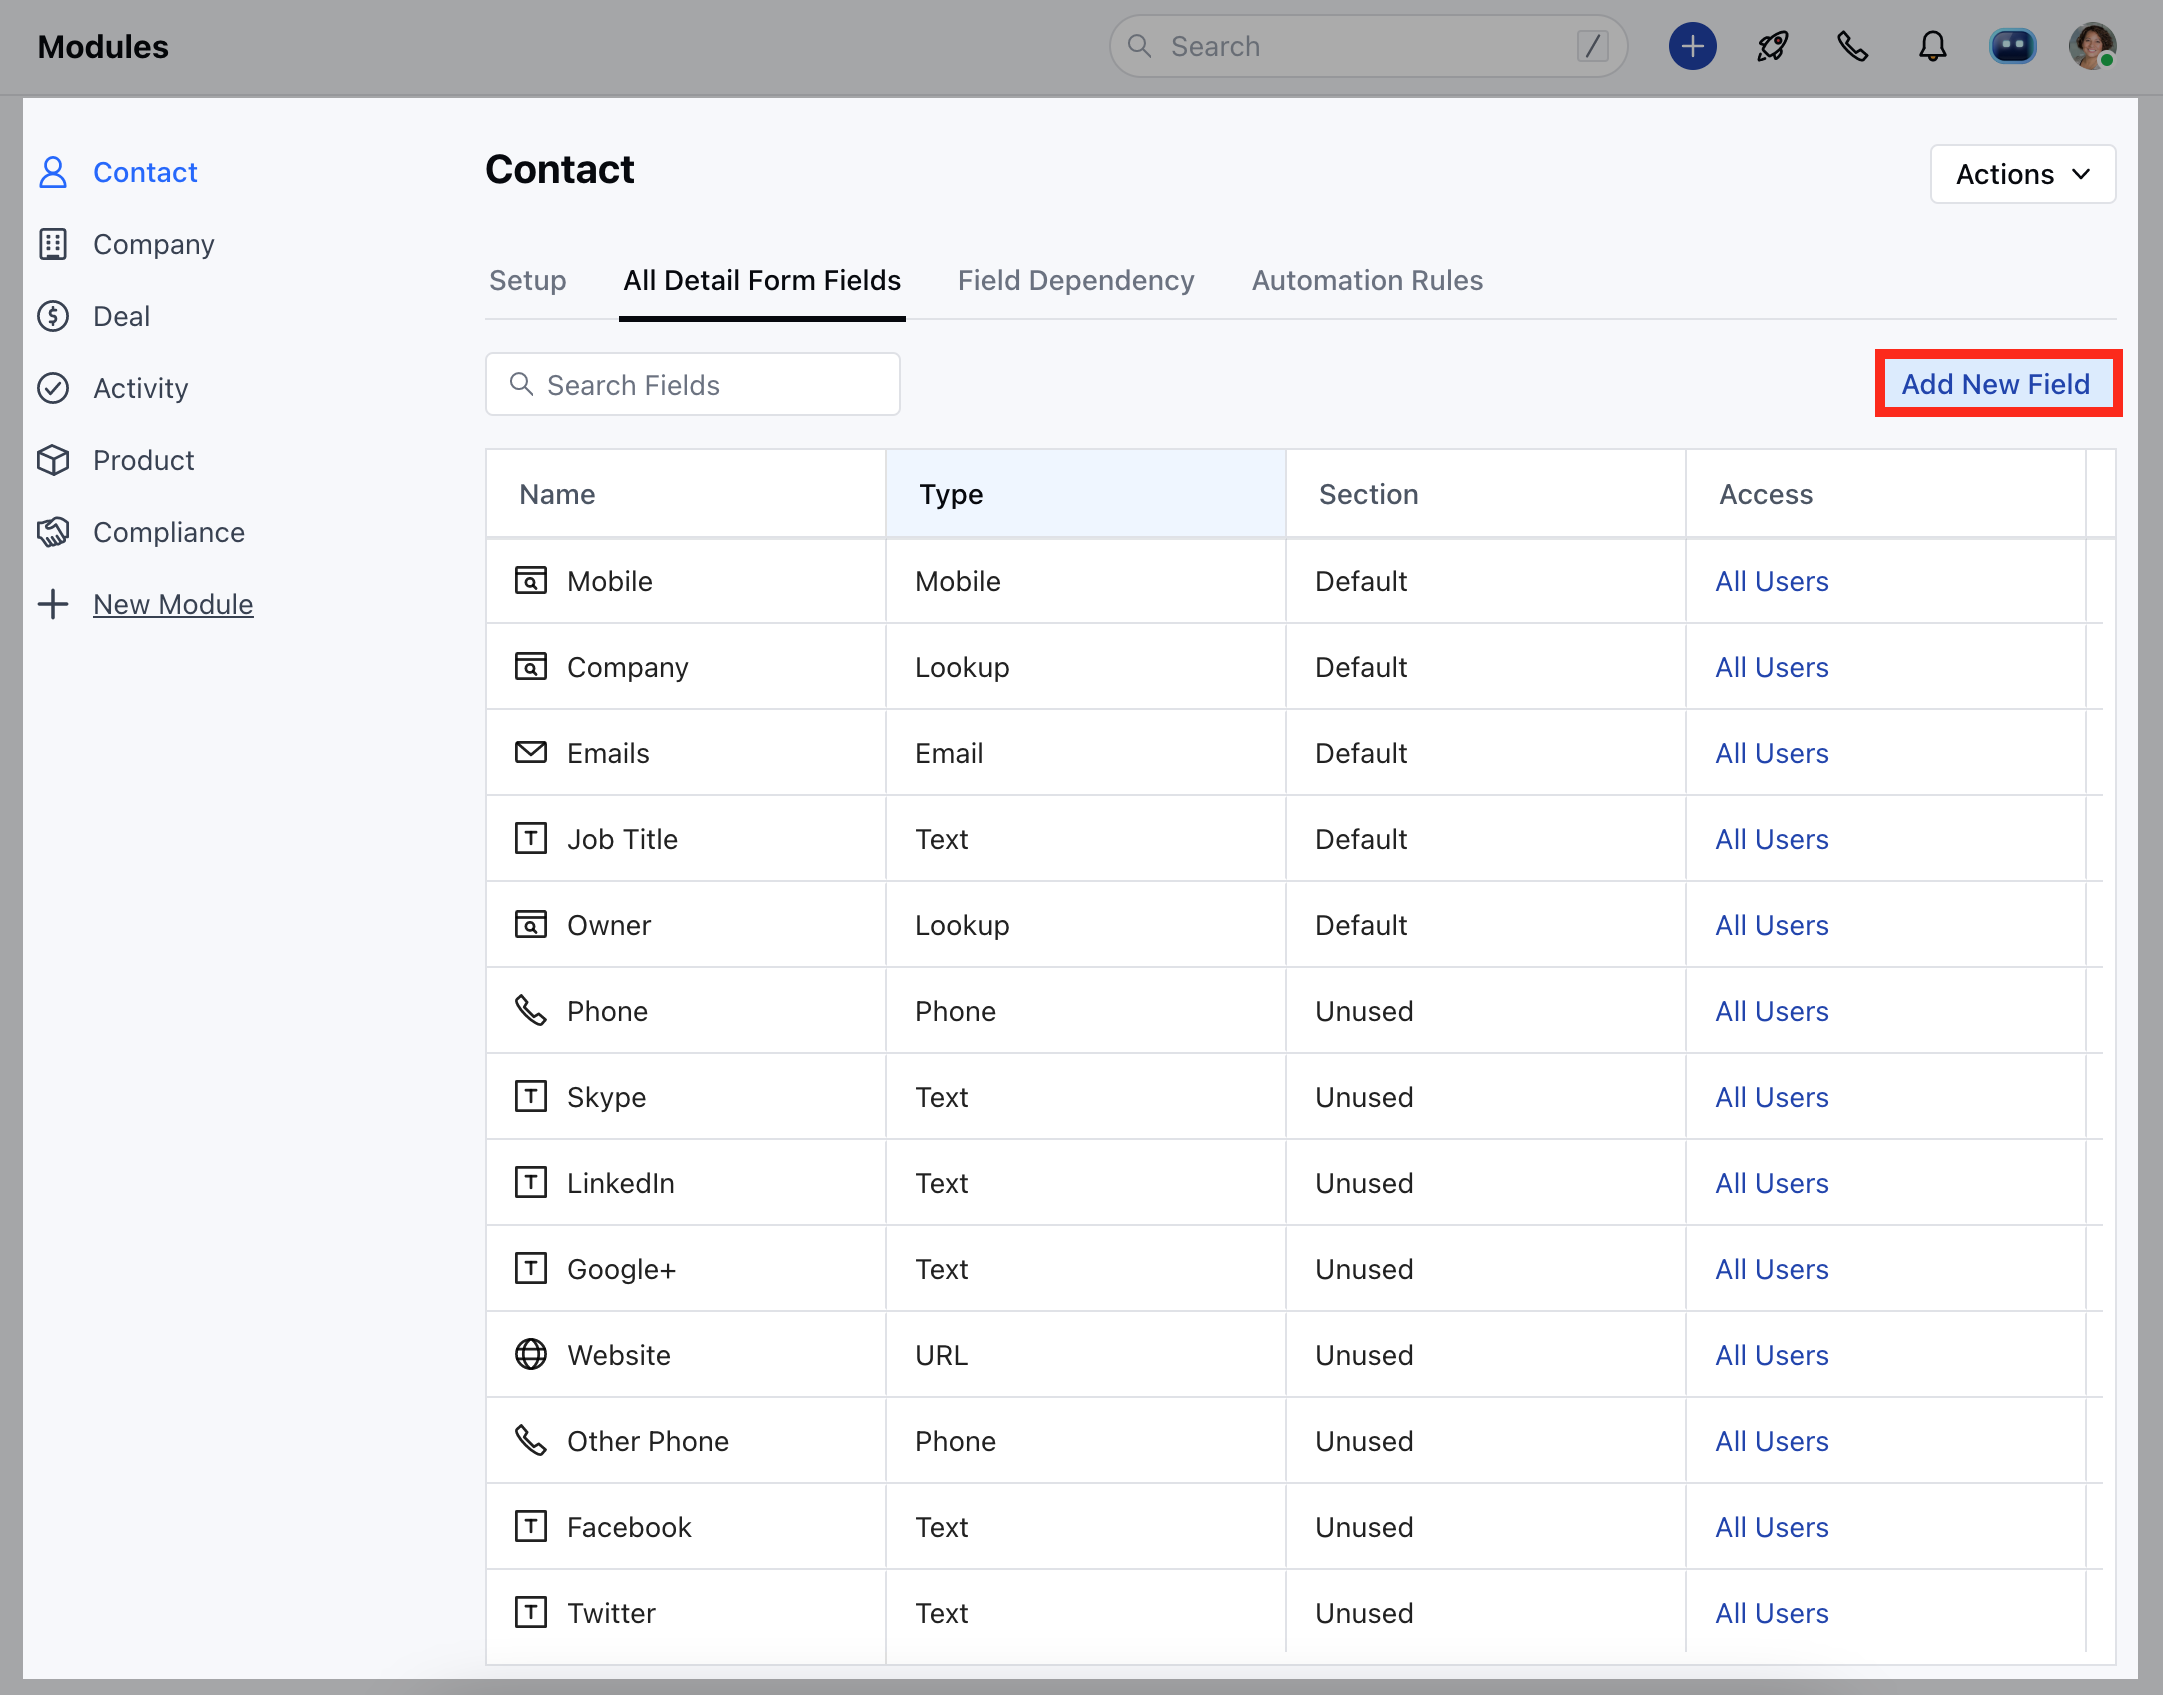 Modules
Search /
Contact
Company
Deal
Activity
Product
Compliance
New Module
Contact
Actions
Setup All Detail Form Fields Field Dependency Automation Rules
Search Fields
Add New Field
Name Type Section Access
Mobile Mobile Default All Users
Company Lookup Default All Users
Emails Email Default All Users
Job Title Text Default All Users
Owner Lookup Default All Users
Phone Phone Unused All Users
Skype Text Unused All Users
LinkedIn Text Unused All Users
Google+ Text Unused All Users
Website URL Unused All Users
Other Phone Phone Unused All Users
Facebook Text Unused All Users
Twitter Text Unused All Users